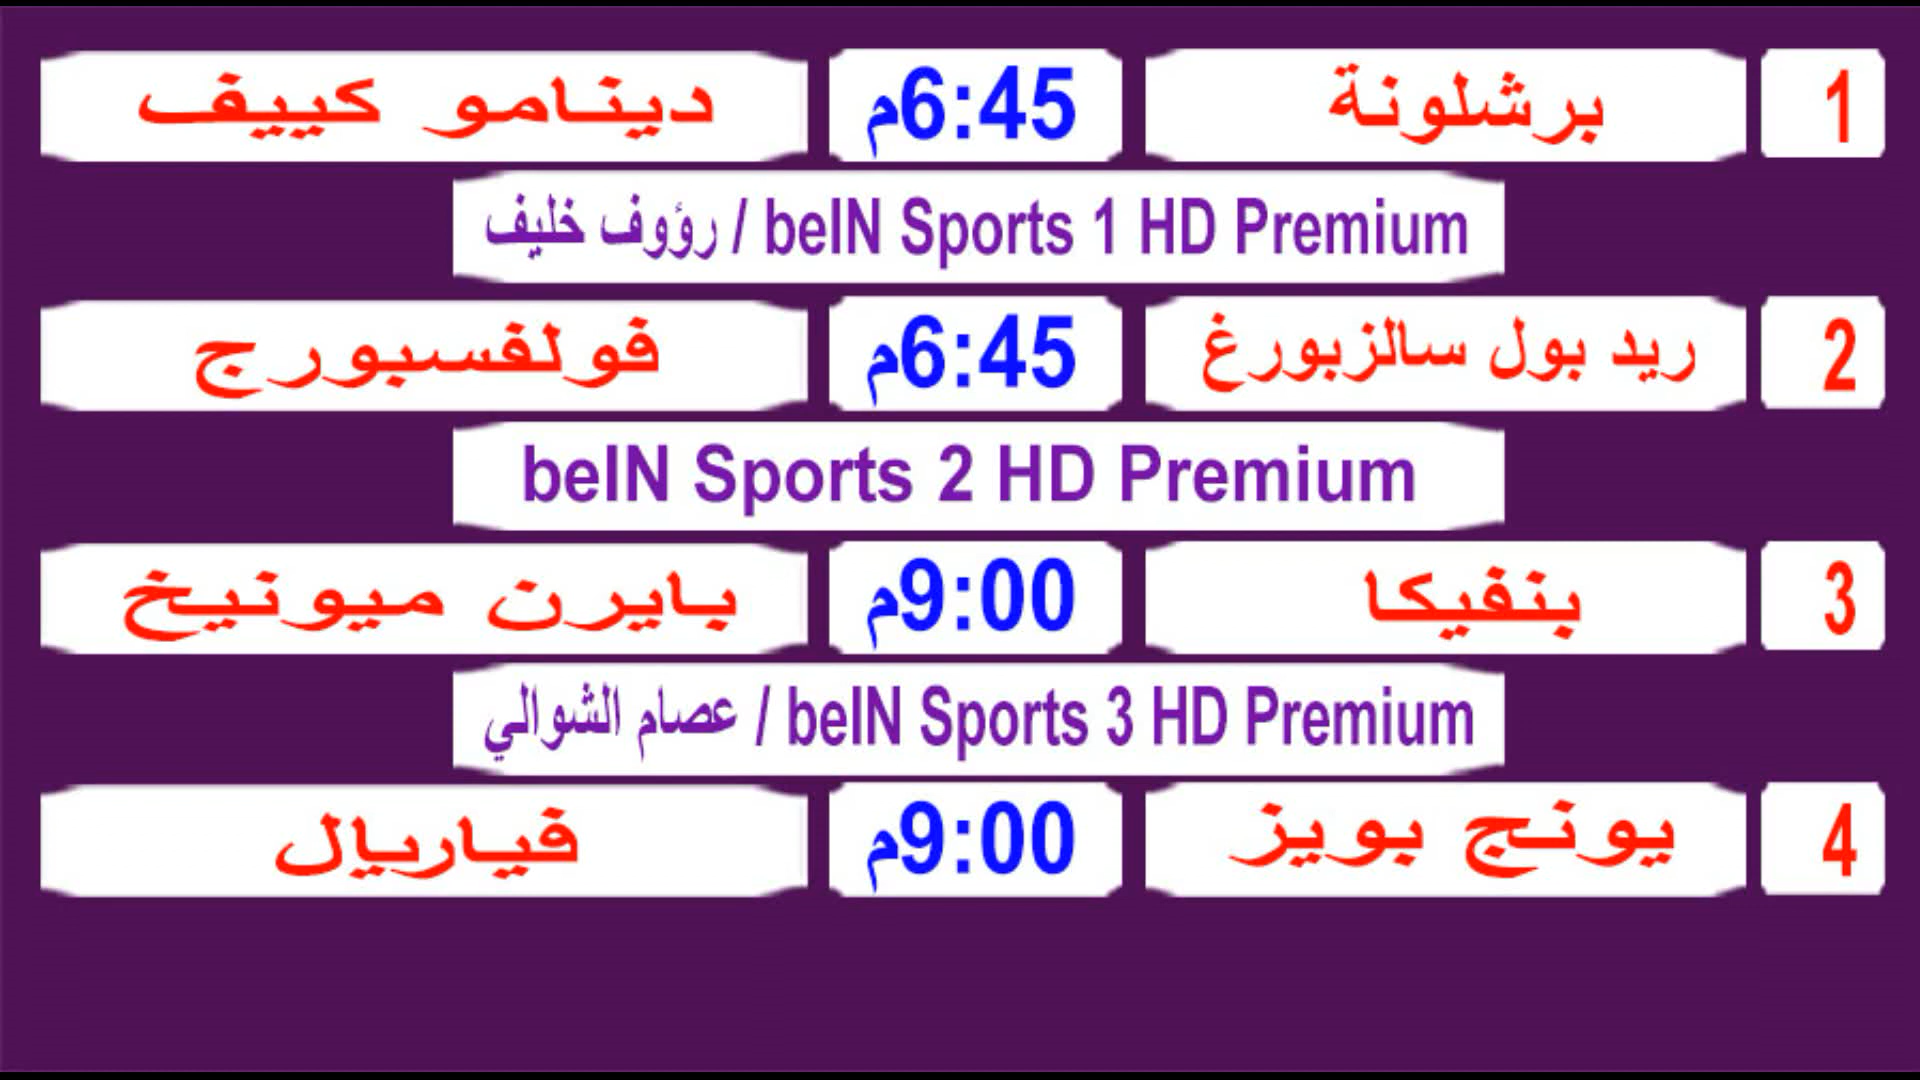 1 برشلونة 6:45م دينامو كييف
beIN Sports 1 HD Premium / رؤوف خليف
2 ريد بول سالزبورغ 6:45م فولفسبورج
beIN Sports 2 HD Premium
3 بنفيكا 9:00م بايرن ميونيخ
beIN Sports 3 HD Premium / عصام الشوالي
4 يونج بويز 9:00م فياريال